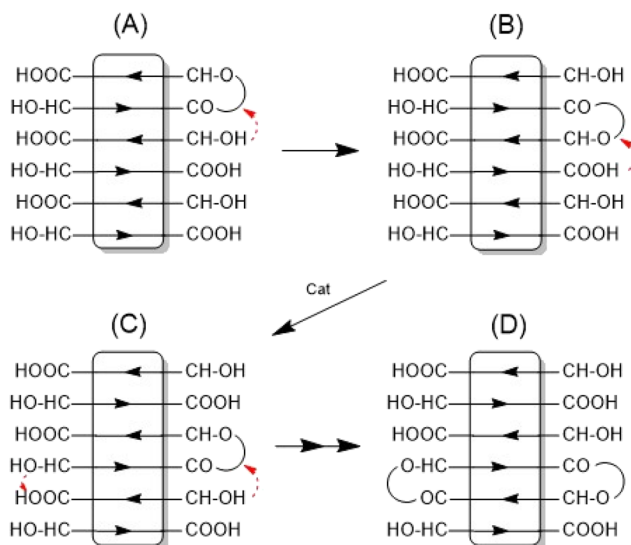 (A) (B)
HOOC CH-O HOOC CH-OH
HO-HC CO HO-HC CO
HOOC CH-OH HOOC CH-O
HO-HC COOH HO-HC COOH
HOOC CH-OH HOOC CH-OH
HO-HC COOH HO-HC COOH
Cat
(C) (D)
HOOC CH-OH HOOC CH-OH
HO-HC COOH HO-HC COOH
HOOC CH-O HOOC CH-OH
HO-HC CO O-HC CO
HOOC CH-OH OC CH-O
HO-HC COOH HO-HC COOH